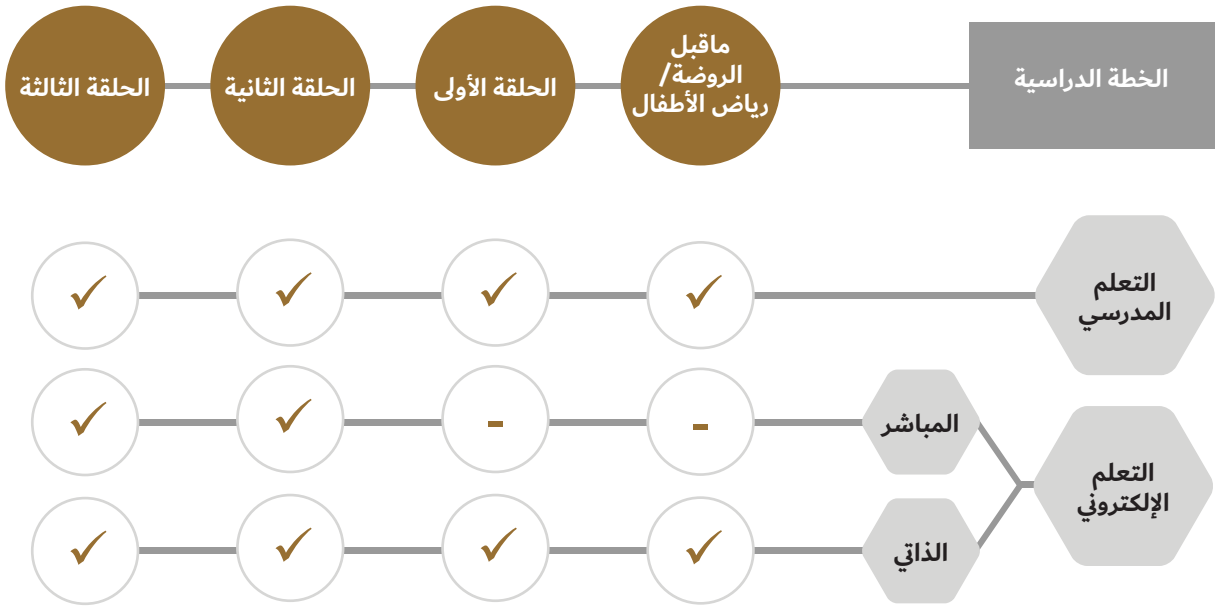 الخطة الدراسية
ماقبل
الروضة/
رياض الأطفال
الحلقة الأولى
الحلقة الثانية
الحلقة الثالثة
التعلم
المدرسي
✓
✓
✓
✓
التعلم
الإلكتروني
المباشر
-
-
✓
✓
الذاتي
✓
✓
✓
✓